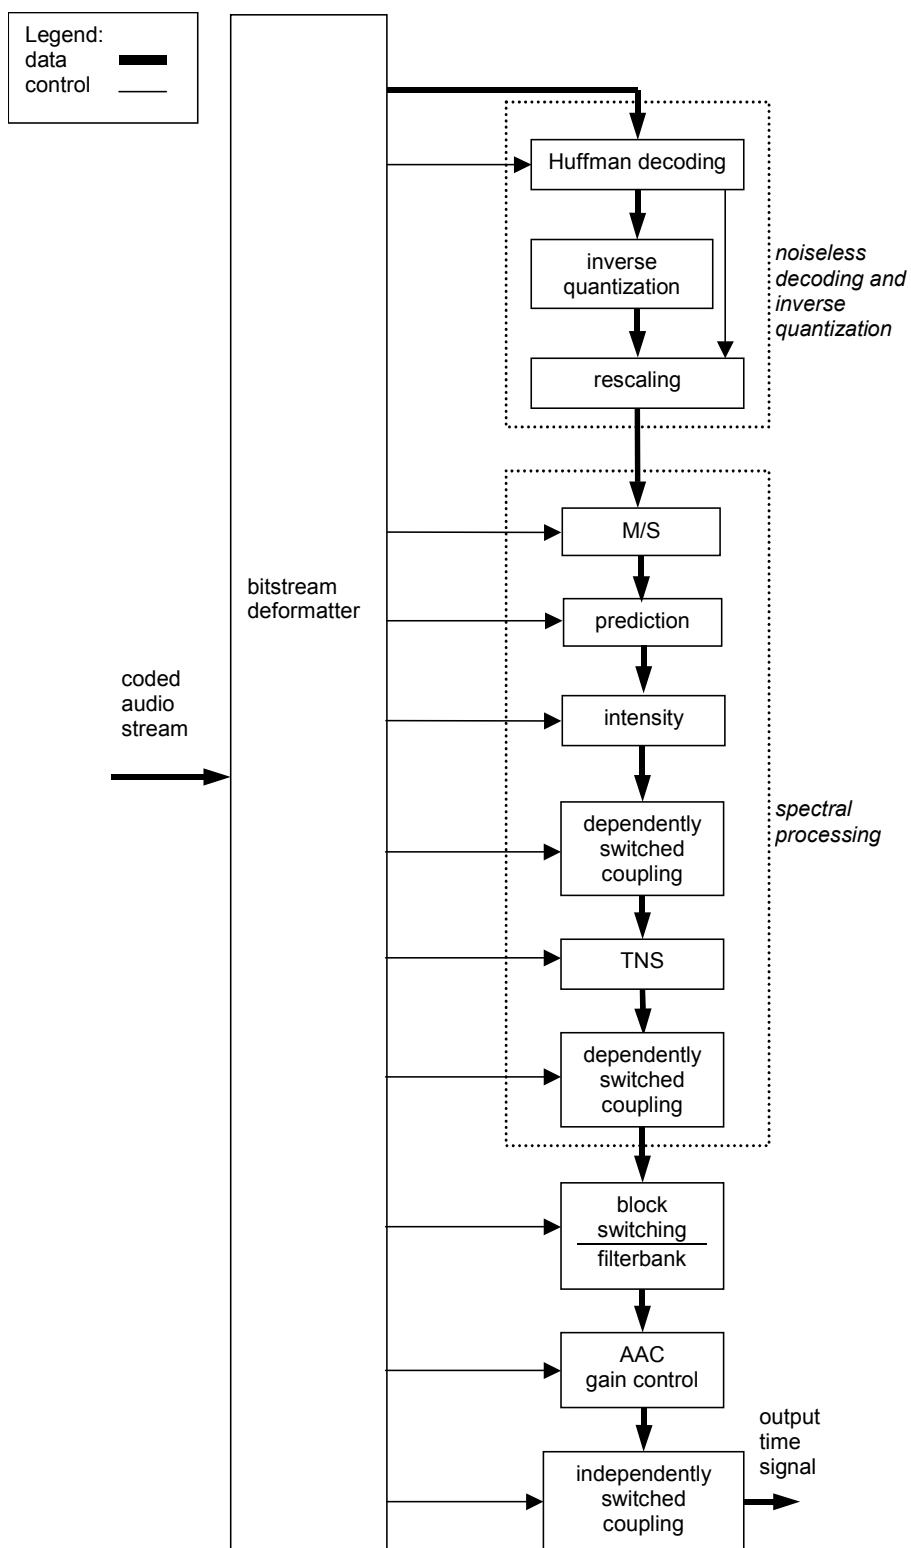 Legend:
data
control
Huffman decoding
inverse
quantization
rescaling
noiseless
decoding and
inverse
quantization
M/S
prediction
intensity
dependently
switched
coupling
TNS
dependently
switched
coupling
spectral
processing
bitstream
deformatter
coded
audio
stream
block
switching
filterbank
AAC
gain control
independently
switched
coupling
output
time
signal